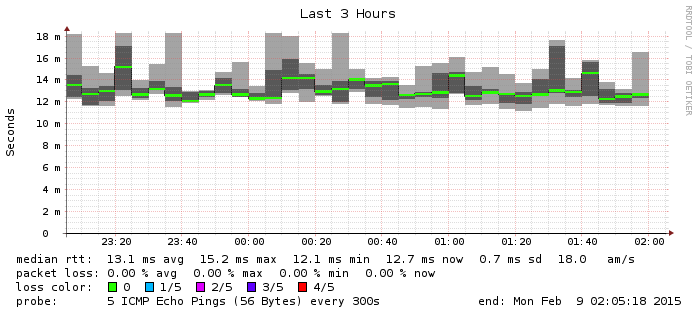 Last 3 Hours
RRDTOOL / TOBI OETIKER
Seconds
18 m
16 m
14 m
12 m
10 m
8 m
6 m
4 m
2 m
0
23:20 23:40 00:00 00:20 00:40 01:00 01:20 01:40 02:00
median rtt: 13.1 ms avg 15.2 ms max 12.1 ms min 12.7 ms now 0.7 ms sd 18.0 am/s
packet loss: 0.00 % avg 0.00 % max 0.00 % min 0.00 % now
loss color: 0 1/5 2/5 3/5 4/5
probe: 5 ICMP Echo Pings (56 Bytes) every 300s end: Mon Feb 9 02:05:18 2015